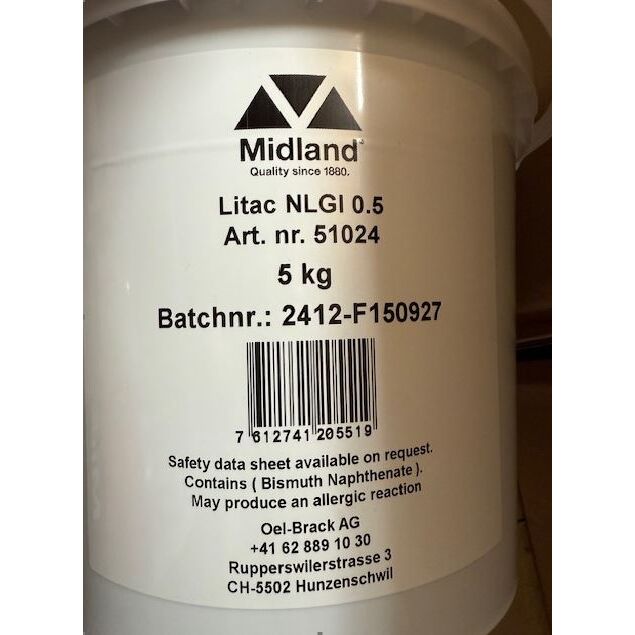 Midland
Quality since 1880.
Litac NLGI 0.5
Art. nr. 51024
5 kg
Batchnr.: 2412-F150927
7 612741 205519
Safety data sheet available on request.
Contains ( Bismuth Naphthenate ).
May produce an allergic reaction
Oel-Brack AG
+41 62 889 10 30
Rupperswilerstrasse 3
CH-5502 Hunzenschwil